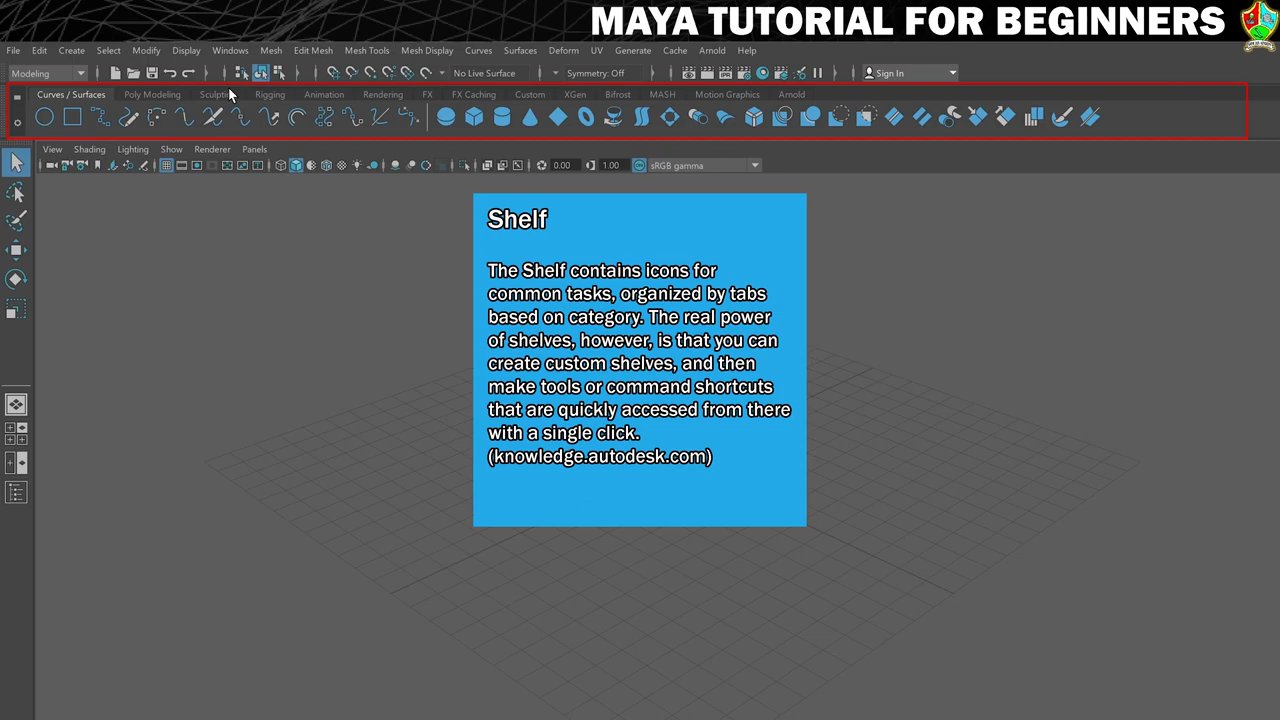 MAYA TUTORIAL FOR BEGINNERS
File Edit Create Select Modify Display Windows Mesh Edit Mesh Mesh Tools Mesh Display Curves Surfaces Deform UV Generate Cache Arnold Help
Modeling No Live Surface Symmetry: Off Sign In
Curves / Surfaces Poly Modeling Rigging Animation Rendering FX FX Caching Custom XGen Bifrost MASH Motion Graphics Arnold
View Shading Lighting Show Renderer Panels
0.00 1.00 sRGB gamma
Shelf
The Shelf contains icons for
common tasks, organized by tabs
based on category. The real power
of shelves, however, is that you can
create custom shelves, and then
make tools or command shortcuts
that are quickly accessed from there
with a single click.
(knowledge.autodesk.com)